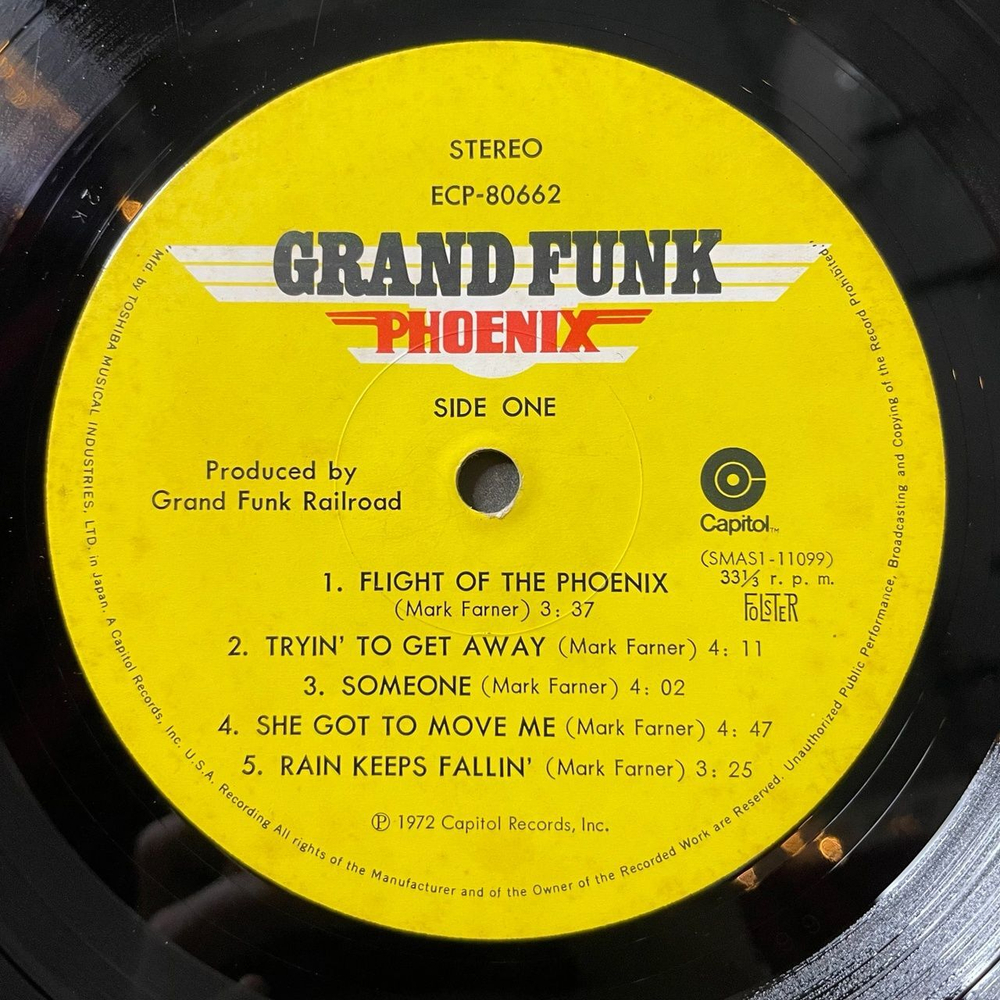 STEREO
ECP-80662
GRAND FUNK
PHOENIX
SIDE ONE
Produced by
Grand Funk Railroad
Capitol™
(SMAS1-11099)
33⅓ r. p. m.
FOLSTER
1. FLIGHT OF THE PHOENIX
(Mark Farner) 3: 37
2. TRYIN' TO GET AWAY (Mark Farner) 4: 11
3. SOMEONE (Mark Farner) 4: 02
4. SHE GOT TO MOVE ME (Mark Farner) 4: 47
5. RAIN KEEPS FALLIN' (Mark Farner) 3: 25
℗ 1972 Capitol Records, Inc.
Mfd. by TOSHIBA MUSICAL INDUSTRIES, LTD. in Japan. A Capitol Records, Inc. U.S.A. Recording All rights of the Manufacturer and of the Owner of the Recorded Work are Reserved. Unauthorized Public Performance, Broadcasting and Copying of the Record Prohibited.
2 K